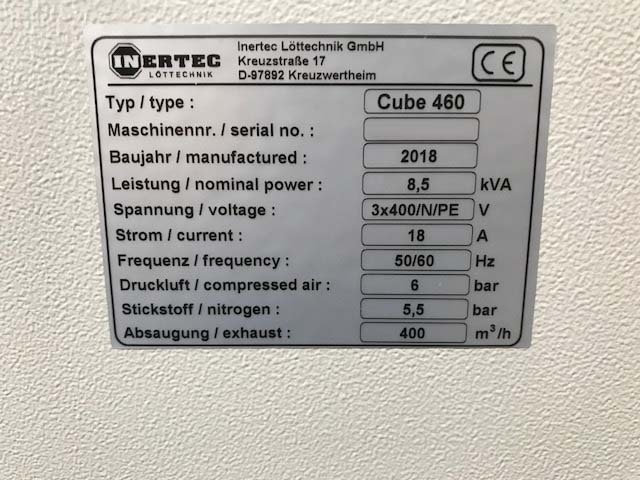 INERTEC
LÖTTECHNIK
Inertec Löttechnik GmbH
Kreuzstraße 17
D-97892 Kreuzwertheim
CE
Typ / type : Cube 460
Maschinennr. / serial no. :
Baujahr / manufactured : 2018
Leistung / nominal power : 8,5 kVA
Spannung / voltage : 3x400/N/PE V
Strom / current : 18 A
Frequenz / frequency : 50/60 Hz
Druckluft / compressed air : 6 bar
Stickstoff / nitrogen : 5,5 bar
Absaugung / exhaust : 400 m³/h